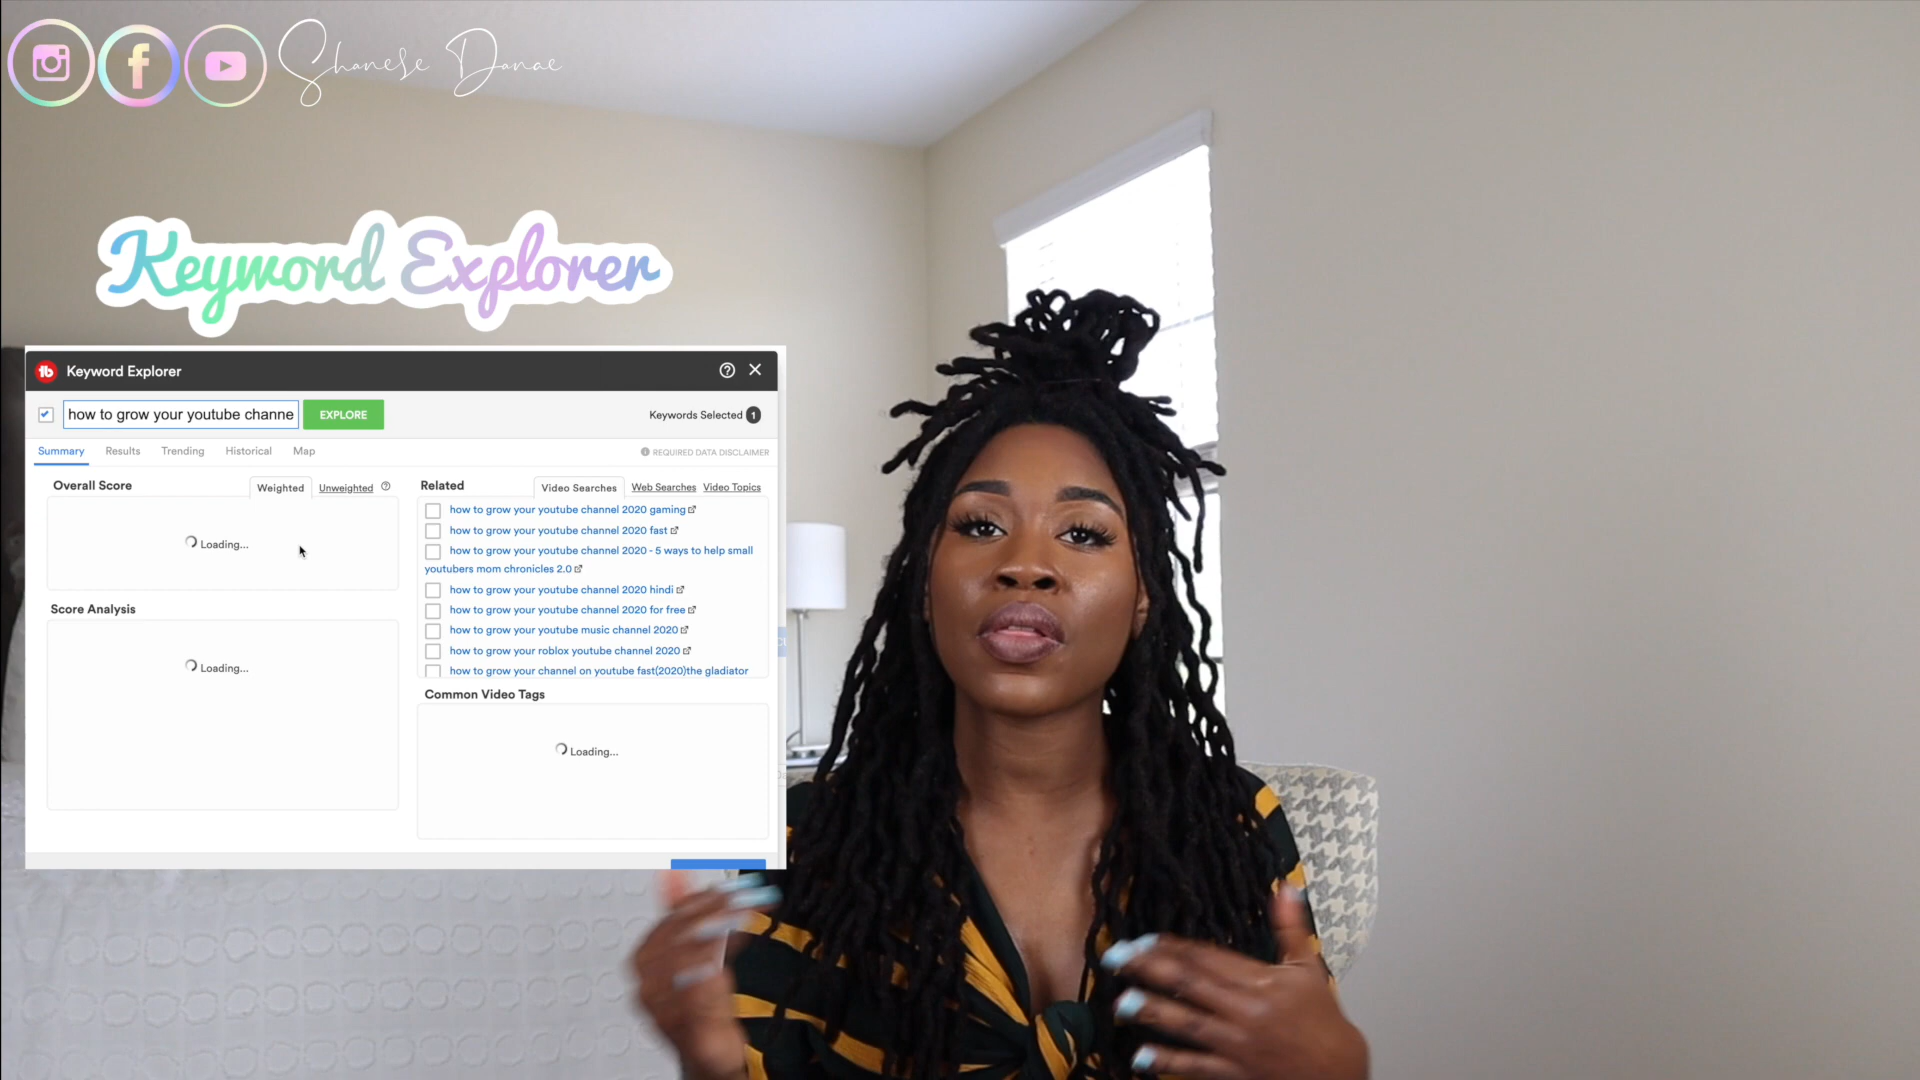 Shanese Danae
Keyword Explorer
tb Keyword Explorer
how to grow your youtube channe EXPLORE Keywords Selected 1
Summary Results Trending Historical Map REQUIRED DATA DISCLAIMER
Overall Score Weighted Unweighted
Loading...
Score Analysis
Loading...
Related Video Searches Web Searches Video Topics
how to grow your youtube channel 2020 gaming
how to grow your youtube channel 2020 fast
how to grow your youtube channel 2020 - 5 ways to help small
youtubers mom chronicles 2.0
how to grow your youtube channel 2020 hindi
how to grow your youtube channel 2020 for free
how to grow your youtube music channel 2020
how to grow your roblox youtube channel 2020
how to grow your channel on youtube fast(2020)the gladiator
Common Video Tags
Loading...